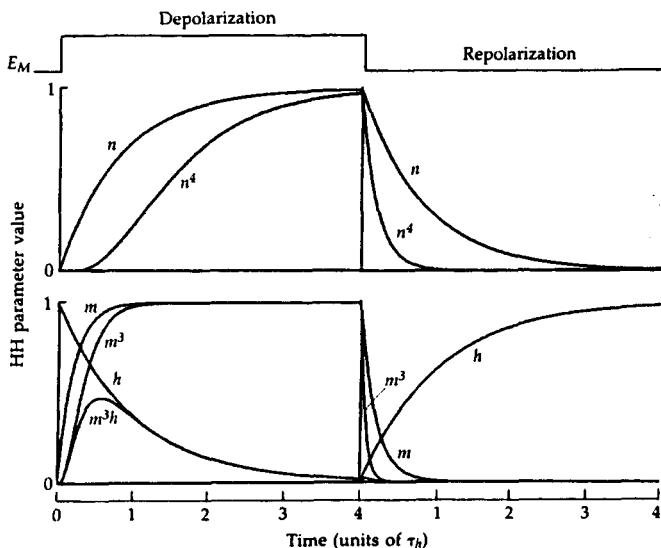 Depolarization
Repolarization
E_M
HH parameter value
1
n
n⁴
n
n⁴
0
1
m
m³
h
m³h
m³
h
m
0
0 1 2 3 4 1 2 3 4
Time (units of τ_h)